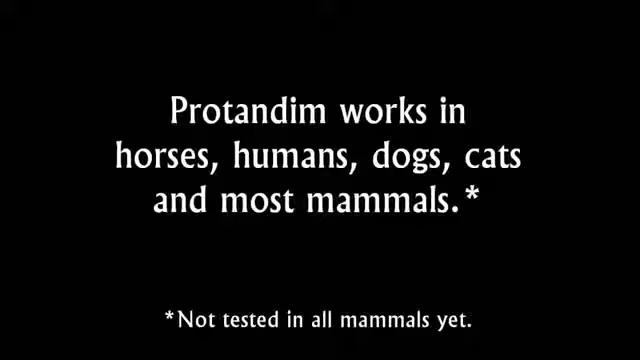 Protandim works in
horses, humans, dogs, cats
and most mammals.*
*Not tested in all mammals yet.